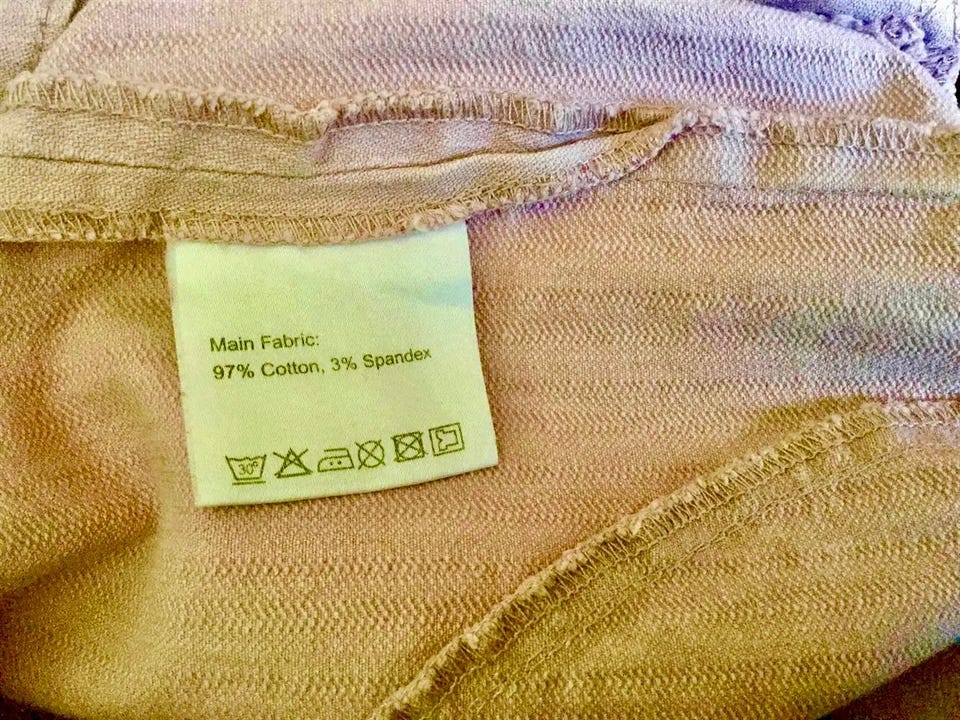 Main Fabric:
97% Cotton, 3% Spandex
30°